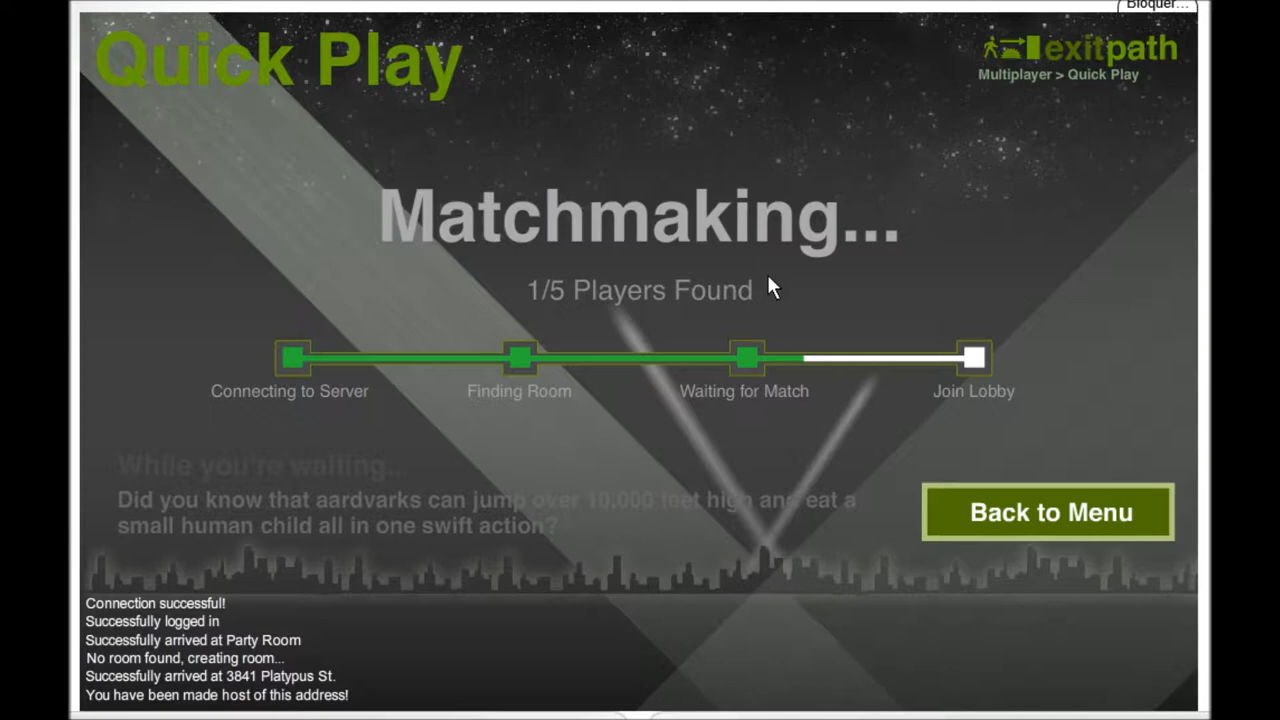 Bloquer...
Quick Play
exitpath
Multiplayer > Quick Play
Matchmaking...
1/5 Players Found
Connecting to Server
Finding Room
Waiting for Match
Join Lobby
While you're waiting...
Did you know that aardvarks can jump over 10,000 feet high and eat a
small human child all in one swift action?
Back to Menu
Connection successful!
Successfully logged in
Successfully arrived at Party Room
No room found, creating room...
Successfully arrived at 3841 Platypus St.
You have been made host of this address!